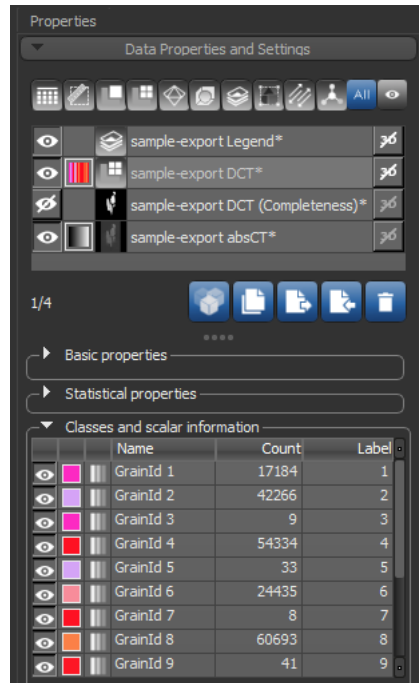 Properties
Data Properties and Settings
All
sample-export Legend*
sample-export DCT*
sample-export DCT (Completeness)*
sample-export absCT*
1/4
Basic properties
Statistical properties
Classes and scalar information
Name Count Label
GrainId 1 17184 1
GrainId 2 42266 2
GrainId 3 9 3
GrainId 4 54334 4
GrainId 5 33 5
GrainId 6 24435 6
GrainId 7 8 7
GrainId 8 60693 8
GrainId 9 41 9